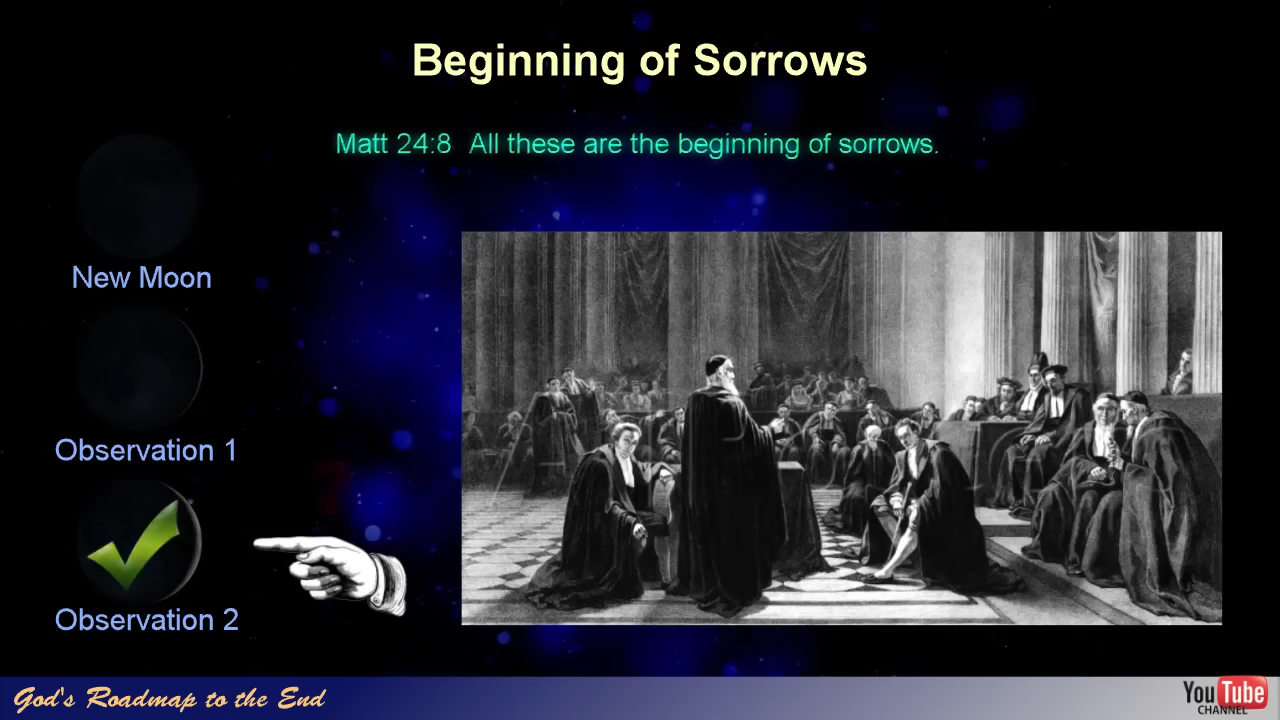 Beginning of Sorrows
Matt 24:8  All these are the beginning of sorrows.
New Moon
Observation 1
Observation 2
God's Roadmap to the End
YouTube
CHANNEL